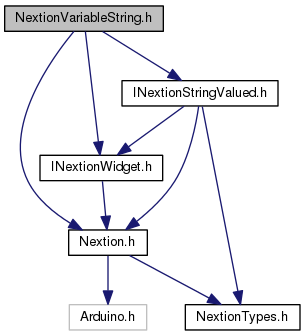 NextionVariableString.h
INextionStringValued.h
INextionWidget.h
Nextion.h
Arduino.h
NextionTypes.h